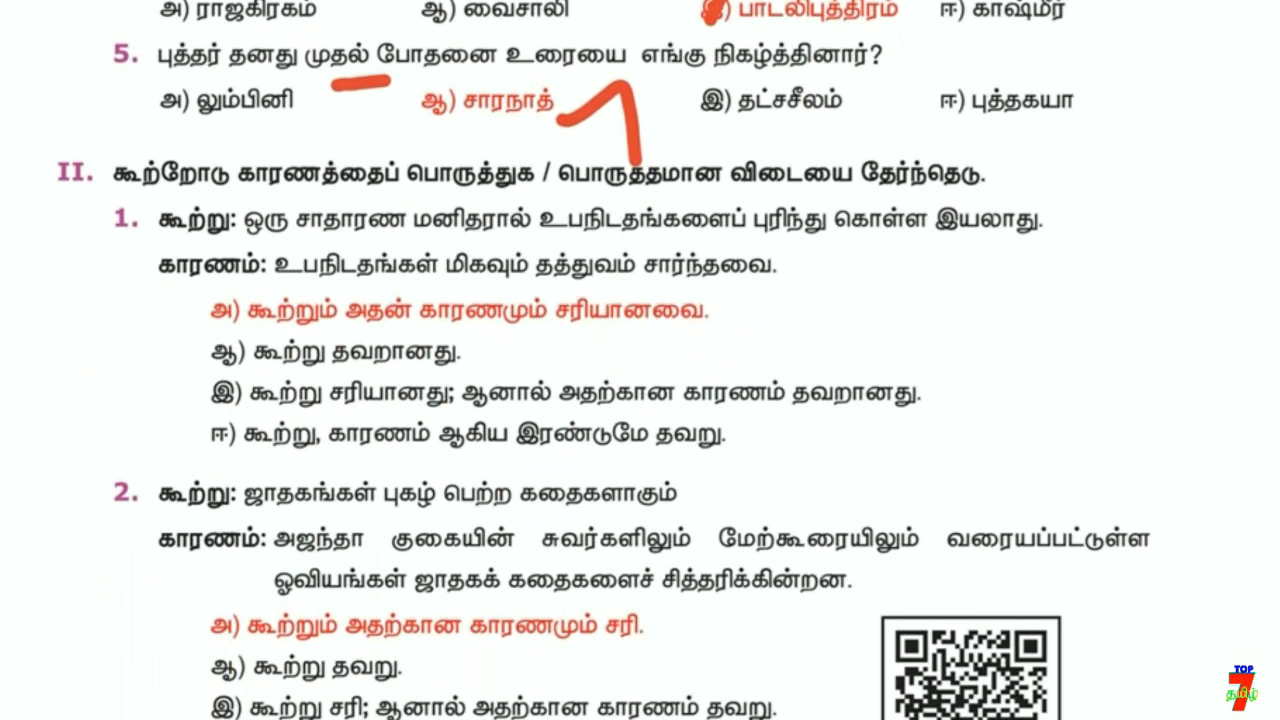 அ) ராஜகிரகம் ஆ) வைசாலி இ) பாடலிபுத்திரம் ஈ) காஷ்மீர்
5. புத்தர் தனது முதல் போதனை உரையை எங்கு நிகழ்த்தினார்?
அ) லும்பினி ஆ) சாரநாத் இ) தட்சசீலம் ஈ) புத்தகயா
II. கூற்றோடு காரணத்தைப் பொருத்துக / பொருத்தமான விடையை தேர்ந்தெடு.
1. கூற்று: ஒரு சாதாரண மனிதரால் உபநிடதங்களைப் புரிந்து கொள்ள இயலாது.
காரணம்: உபநிடதங்கள் மிகவும் தத்துவம் சார்ந்தவை.
அ) கூற்றும் அதன் காரணமும் சரியானவை.
ஆ) கூற்று தவறானது.
இ) கூற்று சரியானது; ஆனால் அதற்கான காரணம் தவறானது.
ஈ) கூற்று, காரணம் ஆகிய இரண்டுமே தவறு.
2. கூற்று: ஜாதகங்கள் புகழ் பெற்ற கதைகளாகும்
காரணம்: அஜந்தா குகையின் சுவர்களிலும் மேற்கூரையிலும் வரையப்பட்டுள்ள
ஓவியங்கள் ஜாதகக் கதைகளைச் சித்தரிக்கின்றன.
அ) கூற்றும் அதற்கான காரணமும் சரி.
ஆ) கூற்று தவறு.
இ) கூற்று சரி; ஆனால் அதற்கான காரணம் தவறு.
TOP
7
தமிழ்